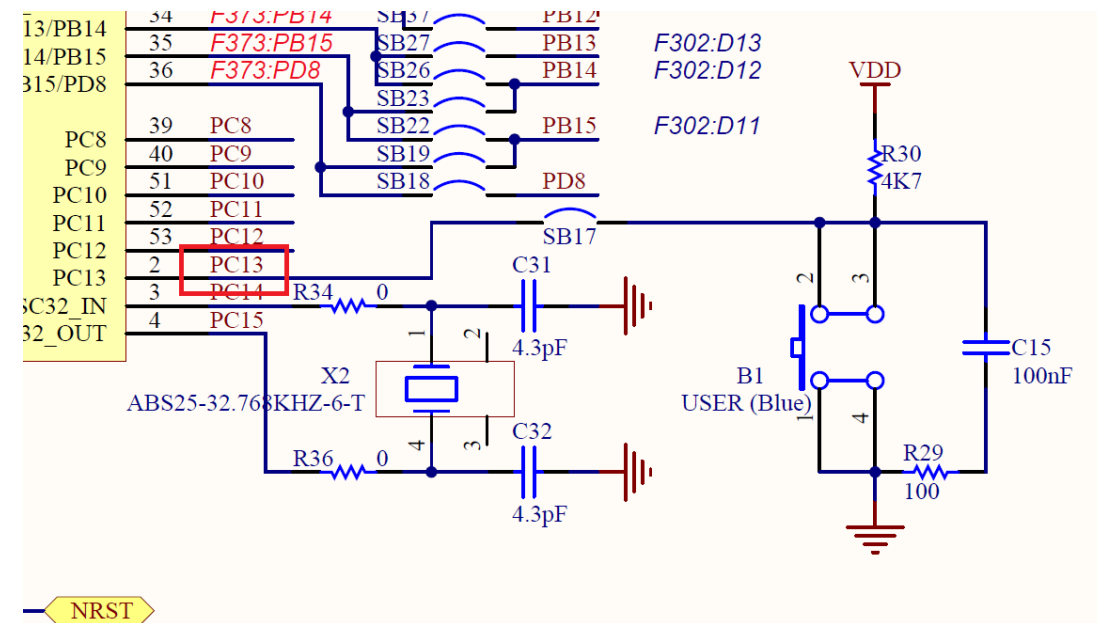 34 F373:PB14 SB37 PB12
13/PB14
35 F373:PB15 SB27 PB13 F302:D13
14/PB15
36 F373:PD8 SB26 PB14 F302:D12 VDD
B15/PD8
SB23
39 PC8 SB22 PB15 F302:D11
PC8
40 PC9 SB19 R30
PC9
51 PC10 SB18 PD8 4K7
PC10
52 PC11
PC11
53 PC12 SB17
PC12
2 PC13 C31 2 3
PC13
3 PC14 R34 0
SC32_IN
4 PC15 1 2
32_OUT
4.3pF C15
X2 B1 100nF
ABS25-32.768KHZ-6-T USER (Blue)
4 3 C32 1 4
R36 0 R29
100
4.3pF
NRST